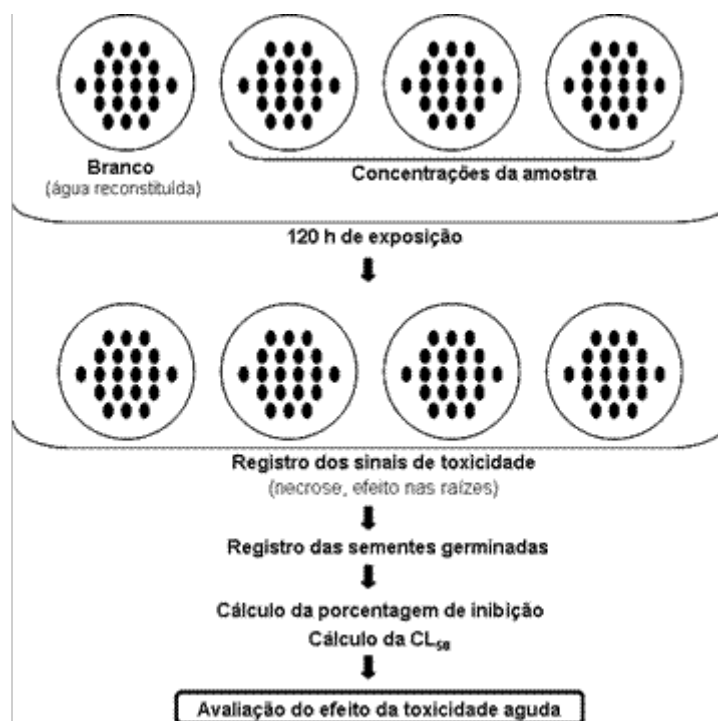 Branco
(água reconstituída)
Concentrações da amostra
120 h de exposição
Registro dos sinais de toxicidade
(necrose, efeito nas raízes)
Registro das sementes germinadas
Cálculo da porcentagem de inibição
Cálculo da CL₅₀
Avaliação do efeito da toxicidade aguda